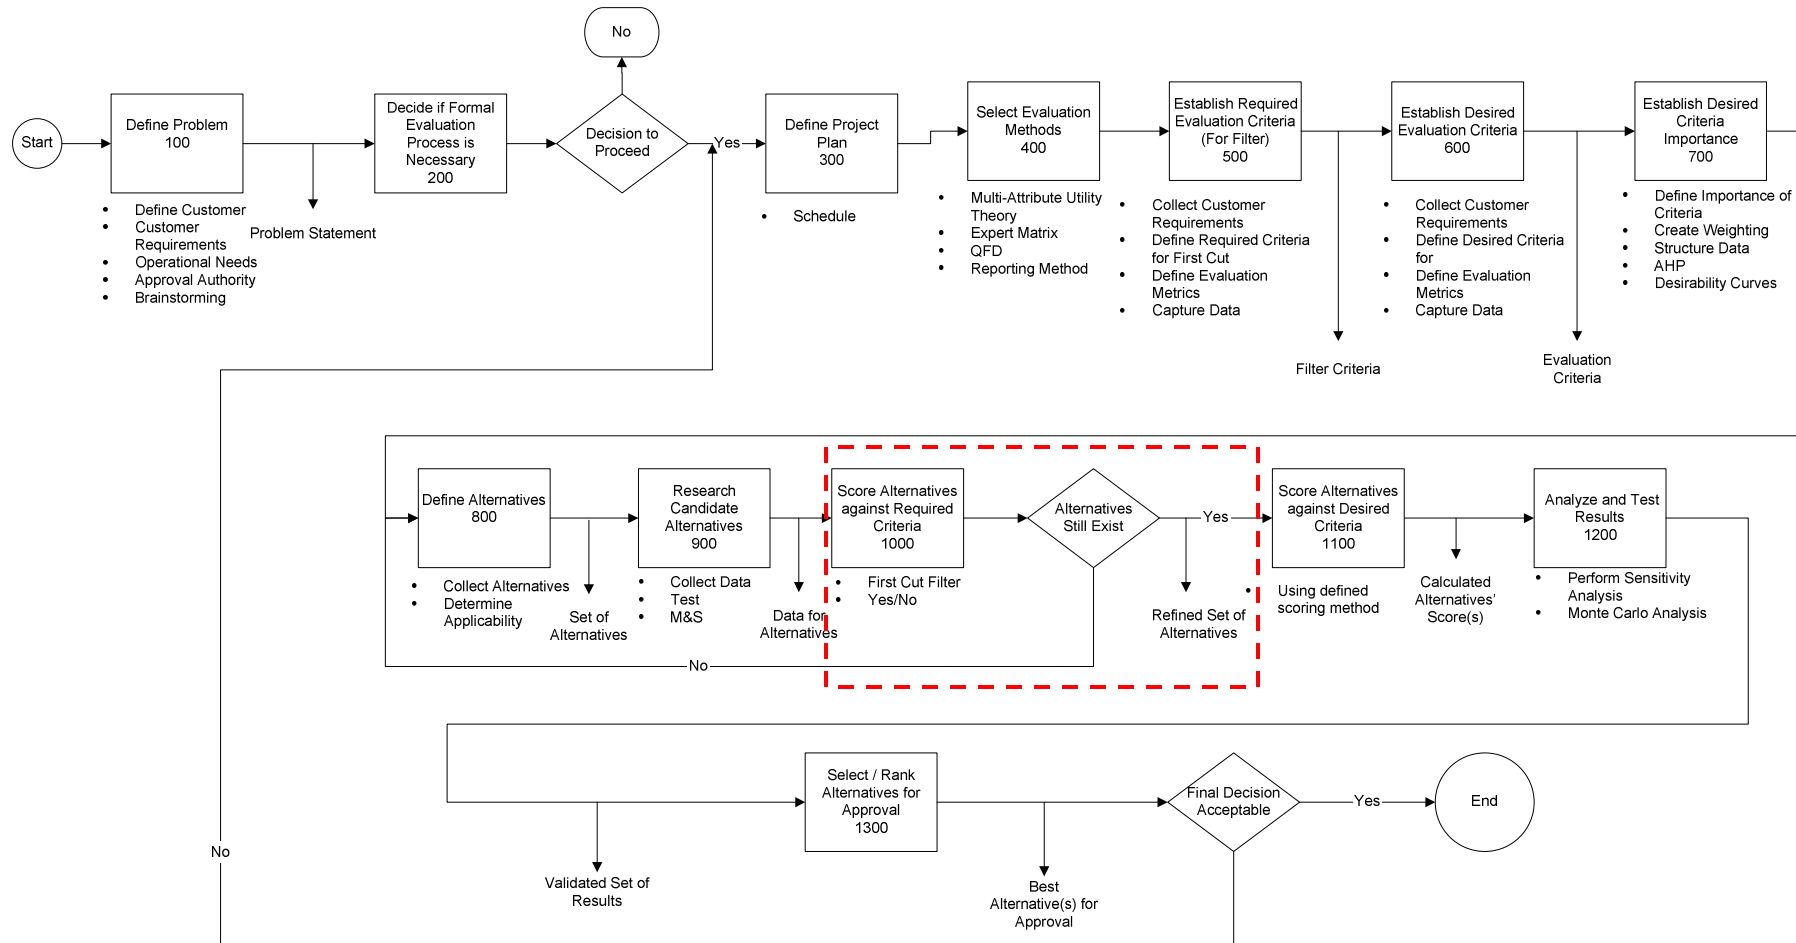 No
Start
Define Problem
100
Decide if Formal
Evaluation
Process is
Necessary
200
Decision to
Proceed
Yes
Define Project
Plan
300
Select Evaluation
Methods
400
Establish Required
Evaluation Criteria
(For Filter)
500
Establish Desired
Evaluation Criteria
600
Establish Desired
Criteria
Importance
700
• Define Customer
• Customer
Requirements
• Operational Needs
• Approval Authority
• Brainstorming
Problem Statement
• Schedule
• Multi-Attribute Utility
Theory
• Expert Matrix
• QFD
• Reporting Method
• Collect Customer
Requirements
• Define Required Criteria
for First Cut
• Define Evaluation
Metrics
• Capture Data
Filter Criteria
• Collect Customer
Requirements
• Define Desired Criteria
for
• Define Evaluation
Metrics
• Capture Data
Evaluation
Criteria
• Define Importance of
Criteria
• Create Weighting
• Structure Data
• AHP
• Desirability Curves
Define Alternatives
800
Research
Candidate
Alternatives
900
Score Alternatives
against Required
Criteria
1000
Alternatives
Still Exist
Yes
Score Alternatives
against Desired
Criteria
1100
Analyze and Test
Results
1200
• Collect Alternatives
• Determine
Applicability
Set of
Alternatives
• Collect Data
• Test
• M&S
Data for
Alternatives
• First Cut Filter
• Yes/No
Refined Set of
Alternatives
• Using defined
scoring method
Calculated
Alternatives’
Score(s)
• Perform Sensitivity
Analysis
• Monte Carlo Analysis
No
Select / Rank
Alternatives for
Approval
1300
Final Decision
Acceptable
Yes
End
No
Validated Set of
Results
Best
Alternative(s) for
Approval